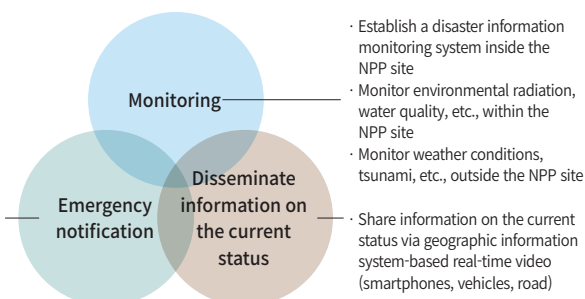 · Establish a disaster information
monitoring system inside the
NPP site
· Monitor environmental radiation,
water quality, etc., within the
NPP site
· Monitor weather conditions,
tsunami, etc., outside the NPP site
Monitoring
Emergency
notification
Disseminate
information on
the current
status
· Share information on the current
status via geographic information
system-based real-time video
(smartphones, vehicles, road)